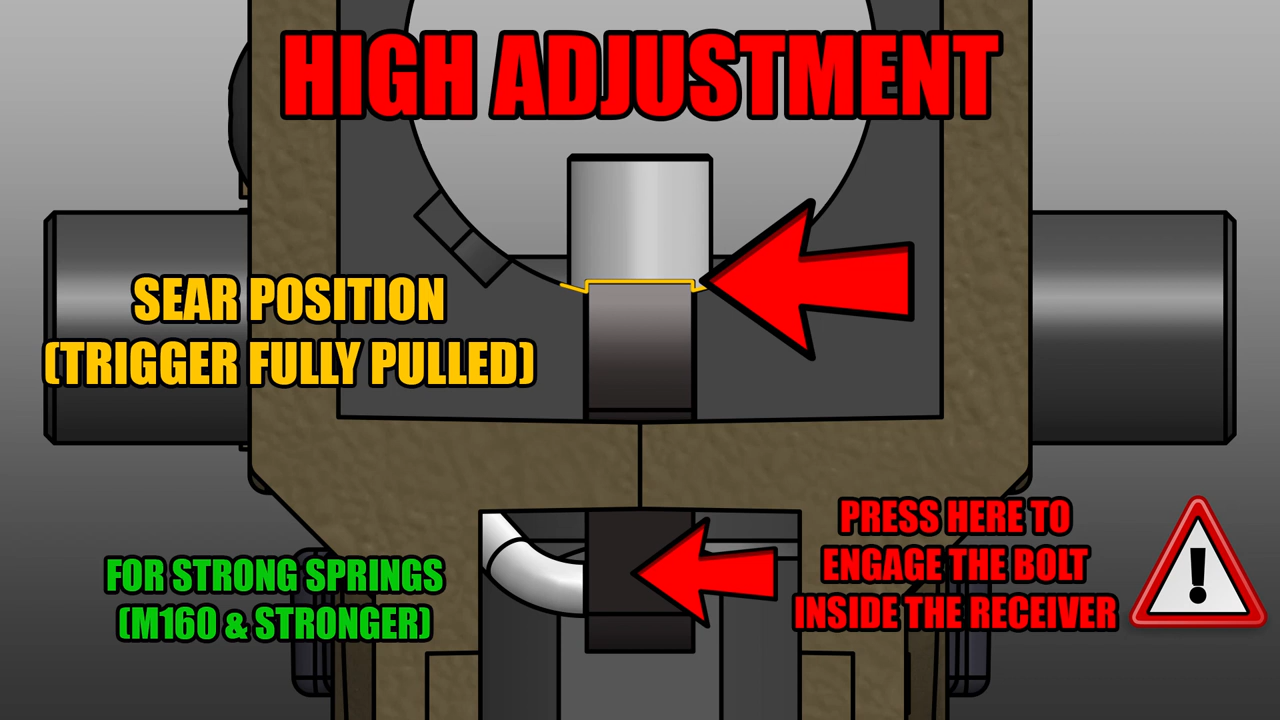 HIGH ADJUSTMENT
SEAR POSITION
(TRIGGER FULLY PULLED)
PRESS HERE TO
ENGAGE THE BOLT
INSIDE THE RECEIVER
!
FOR STRONG SPRINGS
(M160 & STRONGER)